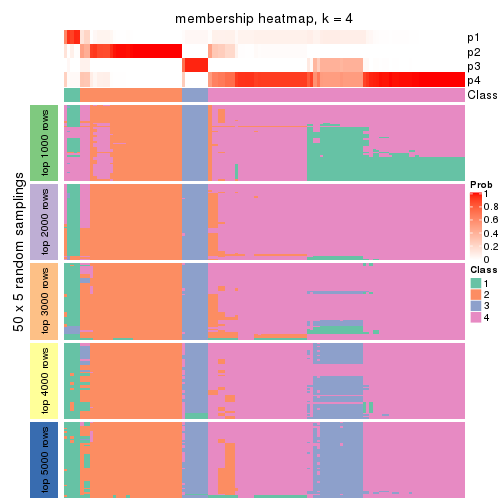 membership heatmap, k = 4
p1
p2
p3
p4
Class
50 x 5 random samplings
top 1000 rows
top 2000 rows
top 3000 rows
top 4000 rows
top 5000 rows
Prob
1
0.8
0.6
0.4
0.2
0
Class
1
2
3
4